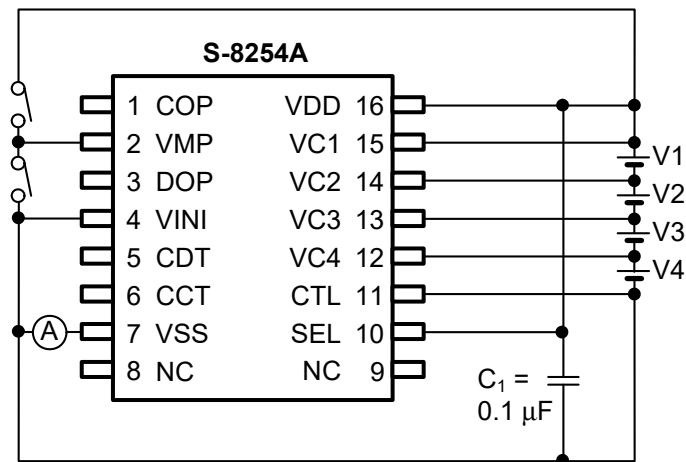 S-8254A
1 COP VDD 16
2 VMP VC1 15
3 DOP VC2 14
4 VINI VC3 13
5 CDT VC4 12
6 CCT CTL 11
7 VSS SEL 10
8 NC NC 9
A
V1
V2
V3
V4
C₁ =
0.1 μF